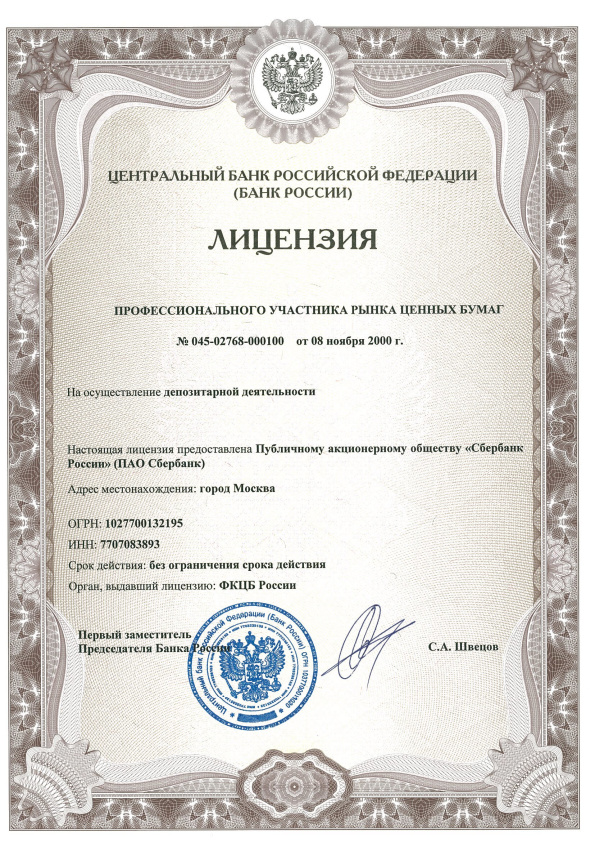 ЦЕНТРАЛЬНЫЙ БАНК РОССИЙСКОЙ ФЕДЕРАЦИИ
(БАНК РОССИИ)
ЛИЦЕНЗИЯ
ПРОФЕССИОНАЛЬНОГО УЧАСТНИКА РЫНКА ЦЕННЫХ БУМАГ
№ 045-02768-000100 от 08 ноября 2000 г.
На осуществление депозитарной деятельности
Настоящая лицензия предоставлена Публичному акционерному обществу «Сбербанк
России» (ПАО Сбербанк)
Адрес местонахождения: город Москва
ОГРН: 1027700132195
ИНН: 7707083893
Срок действия: без ограничения срока действия
Орган, выдавший лицензию: ФКЦБ России
Первый заместитель
Председателя Банка России
С.А. Швецов
Центральный банк Российской Федерации (Банк России)